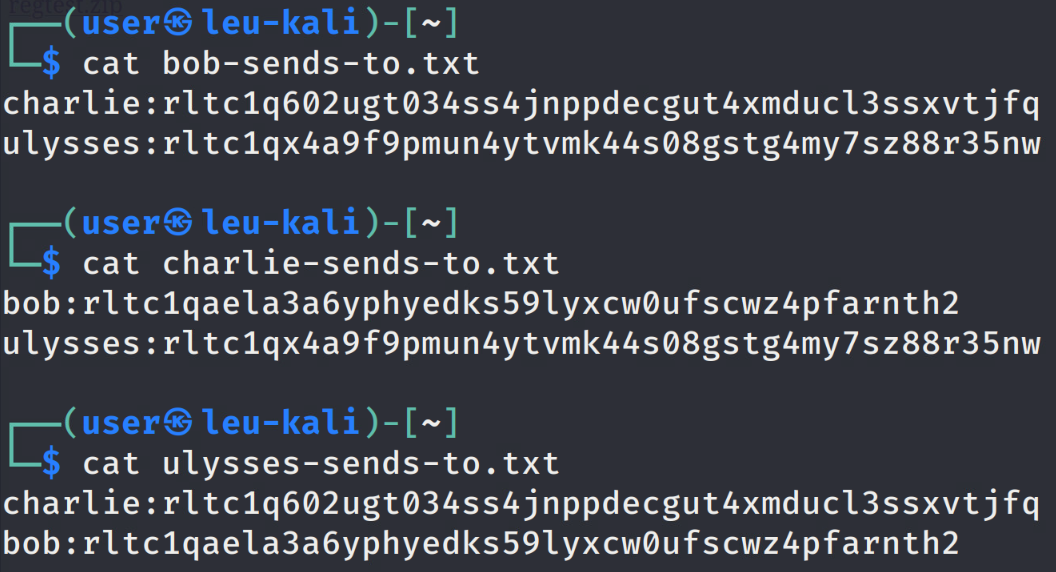 regtest.zip
┌──(user㉿leu-kali)-[~]
└─$ cat bob-sends-to.txt
charlie:rltc1q602ugt034ss4jnppdecgut4xmducl3ssxvtjfq
ulysses:rltc1qx4a9f9pmun4ytvmk44s08gstg4my7sz88r35nw
┌──(user㉿leu-kali)-[~]
└─$ cat charlie-sends-to.txt
bob:rltc1qaela3a6yphyedks59lyxcw0ufscwz4pfarnth2
ulysses:rltc1qx4a9f9pmun4ytvmk44s08gstg4my7sz88r35nw
┌──(user㉿leu-kali)-[~]
└─$ cat ulysses-sends-to.txt
charlie:rltc1q602ugt034ss4jnppdecgut4xmducl3ssxvtjfq
bob:rltc1qaela3a6yphyedks59lyxcw0ufscwz4pfarnth2